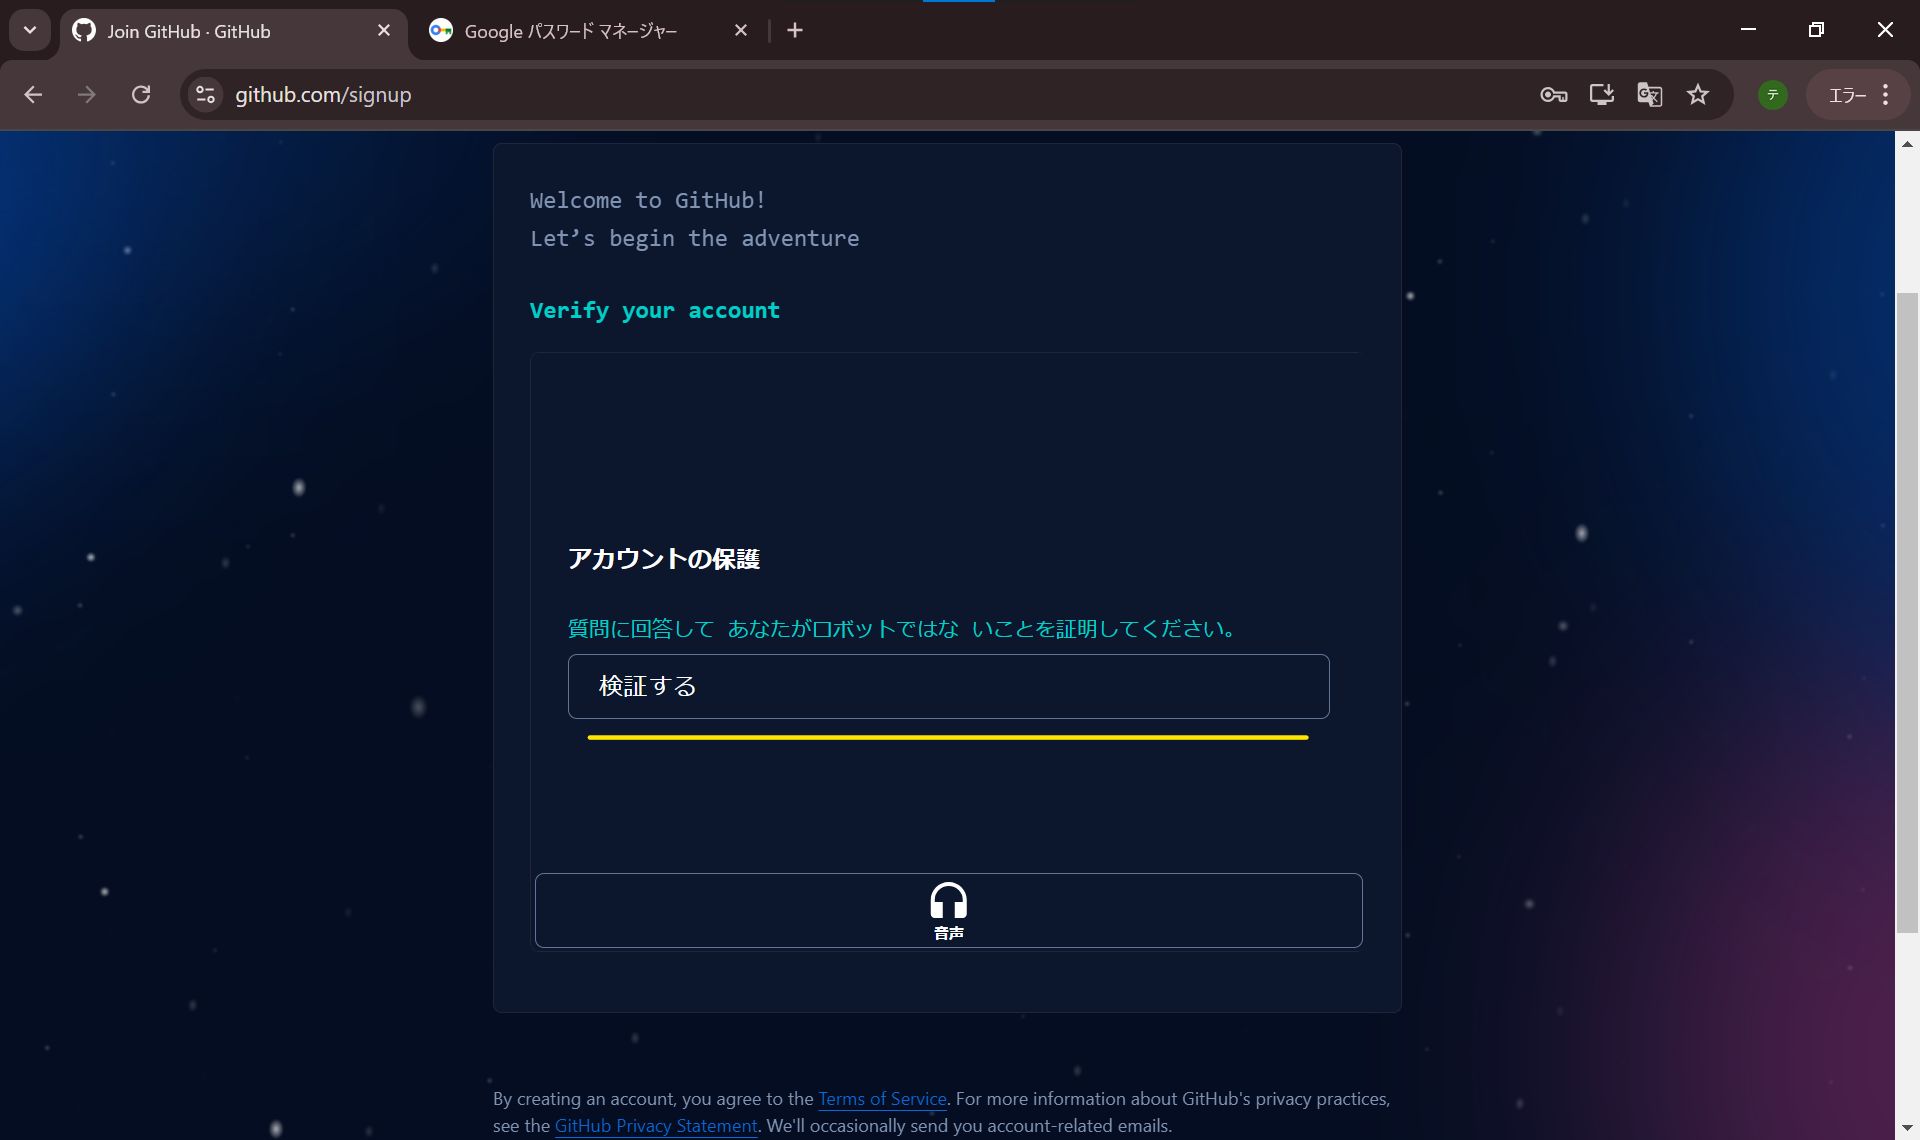 Join GitHub · GitHub
Google パスワード マネージャー
github.com/signup
テ
エラー
Welcome to GitHub!
Let’s begin the adventure
Verify your account
アカウントの保護
質問に回答して あなたがロボットではな いことを証明してください。
検証する
音声
By creating an account, you agree to the Terms of Service. For more information about GitHub's privacy practices,
see the GitHub Privacy Statement. We'll occasionally send you account-related emails.